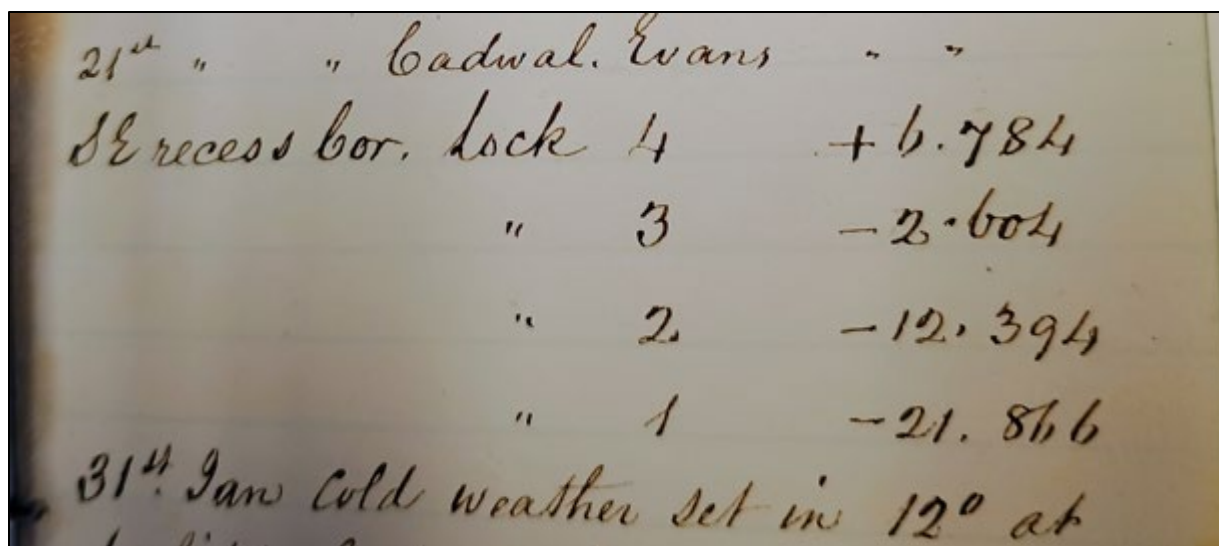 21st " " Cadwal. Evans " "
SE recess Cor. Lock 4 +6.784
" 3 -2.604
" 2 -12.394
" 1 -21.866
31st. Jan Cold weather set in 12° at